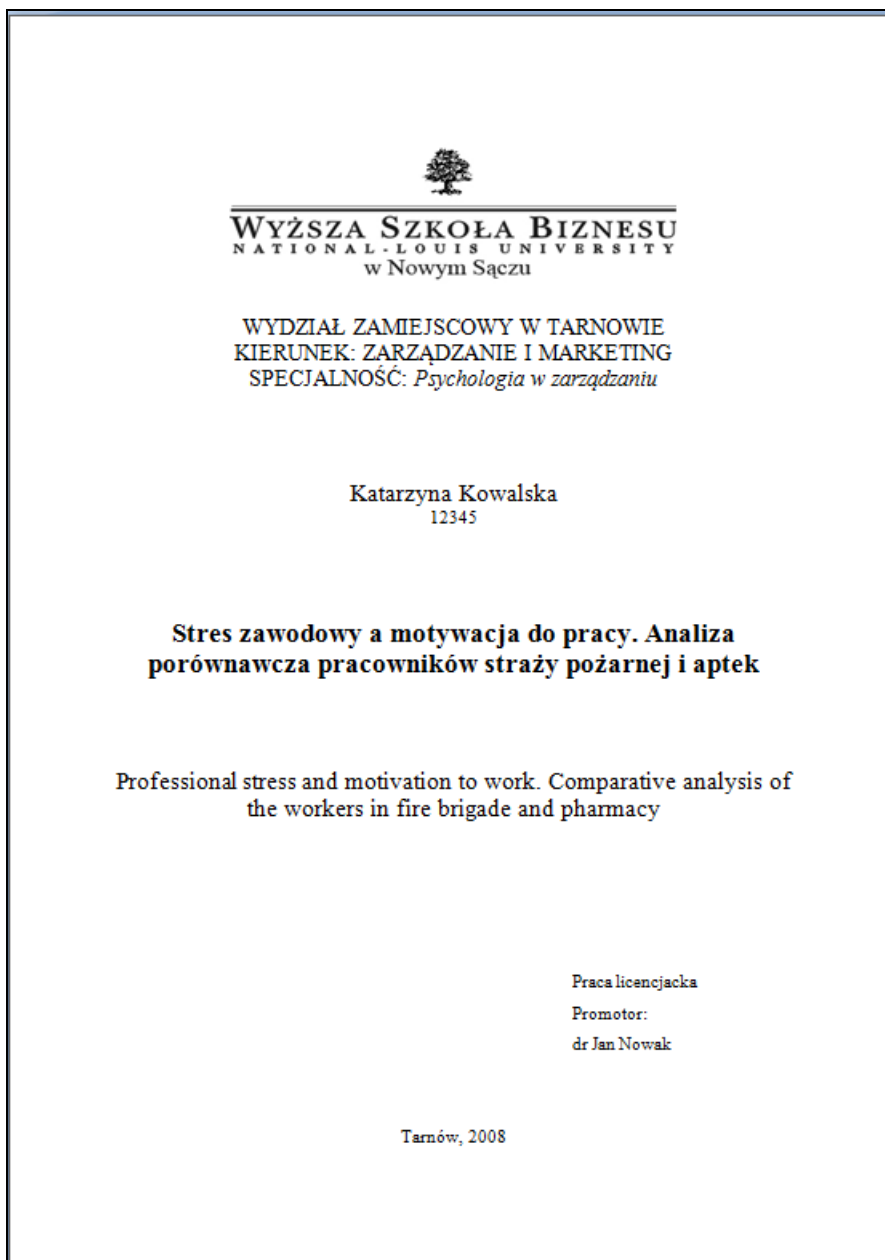 WYŻSZA SZKOŁA BIZNESU
NATIONAL-LOUIS UNIVERSITY
w Nowym Sączu
WYDZIAŁ ZAMIEJSCOWY W TARNOWIE
KIERUNEK: ZARZĄDZANIE I MARKETING
SPECJALNOŚĆ: Psychologia w zarządzaniu
Katarzyna Kowalska
12345
Stres zawodowy a motywacja do pracy. Analiza
porównawcza pracowników straży pożarnej i aptek
Professional stress and motivation to work. Comparative analysis of
the workers in fire brigade and pharmacy
Praca licencjacka
Promotor:
dr Jan Nowak
Tarnów, 2008